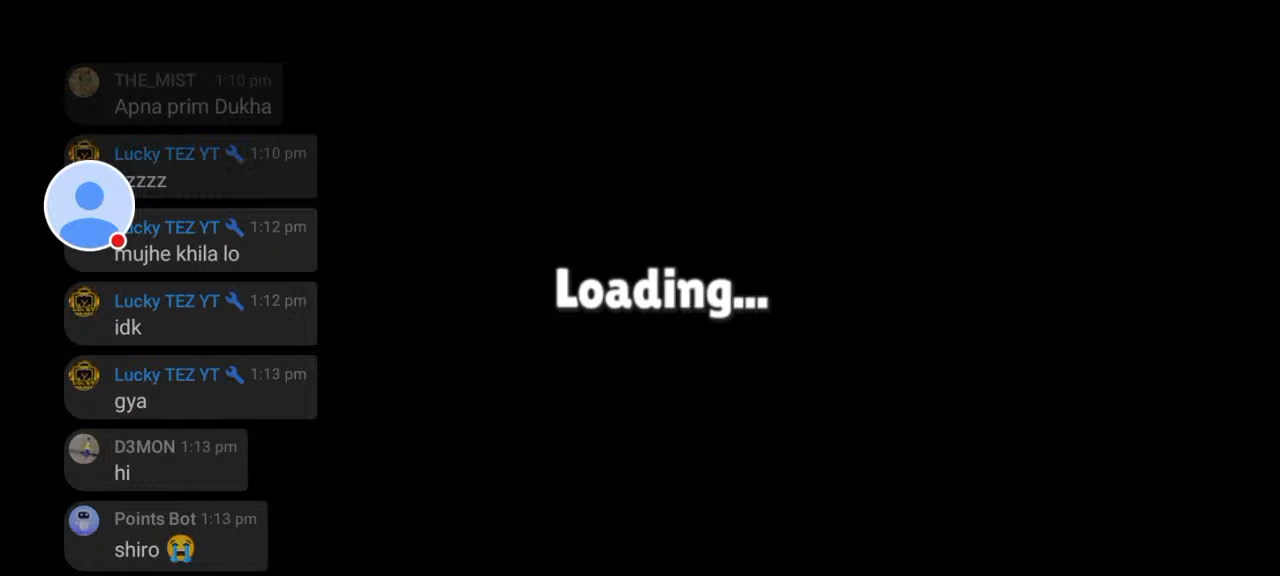 THE_MIST 1:10 pm
Apna prim Dukha
Lucky TEZ YT 1:10 pm
zzzz
ucky TEZ YT 1:12 pm
mujhe khila lo
Lucky TEZ YT 1:12 pm
idk
Lucky TEZ YT 1:13 pm
gya
D3MON 1:13 pm
hi
Points Bot 1:13 pm
shiro 😭
Loading...